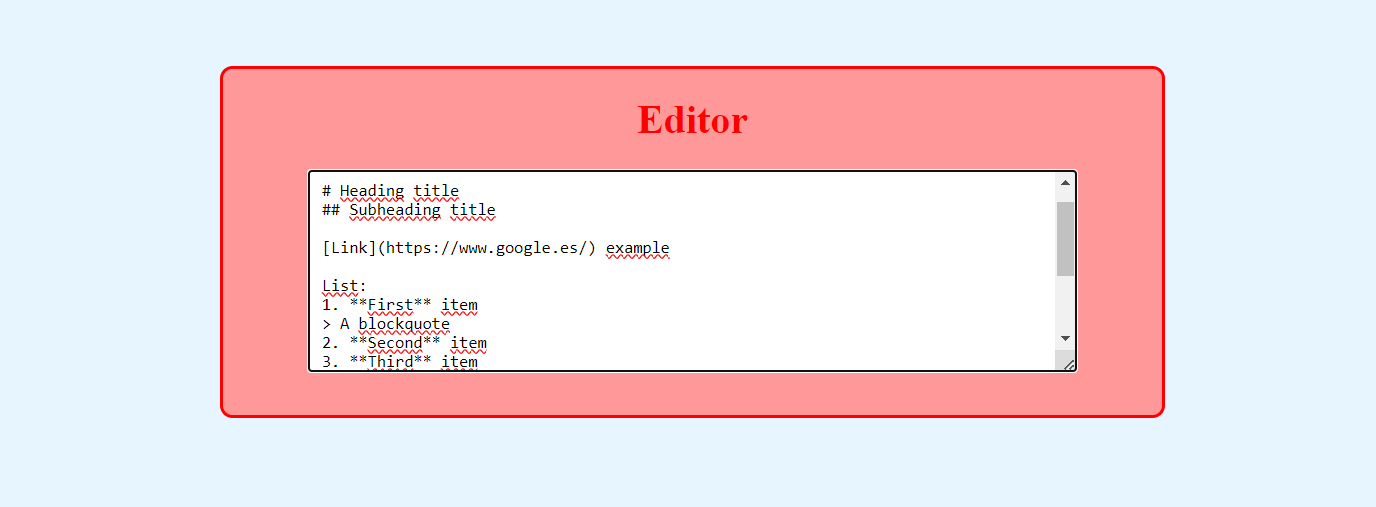 Editor
# Heading title
## Subheading title
[Link](https://www.google.es/) example
List:
1. **First** item
> A blockquote
2. **Second** item
3. **Third** item